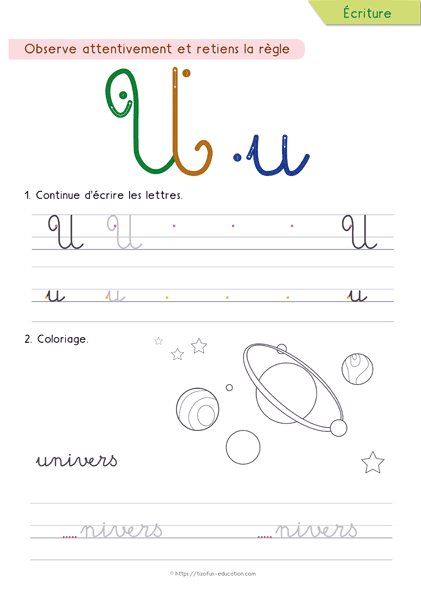 Écriture
Observe attentivement et retiens la règle
U u
1. Continue d'écrire les lettres.
U U U
u u u
2. Coloriage.
univers
.....nivers .....nivers
© https://tizofun-education.com